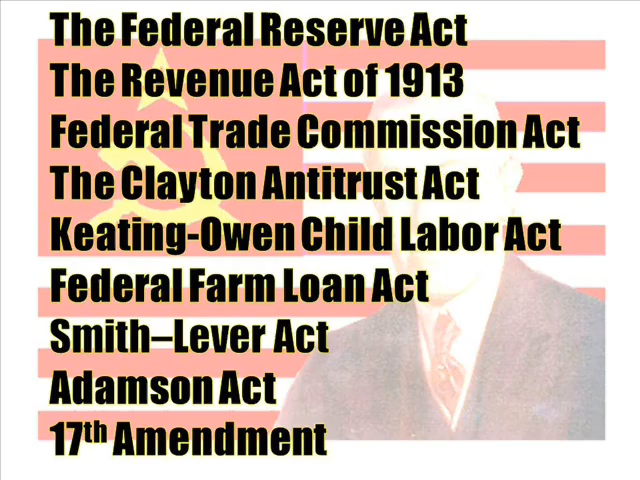 The Federal Reserve Act
The Revenue Act of 1913
Federal Trade Commission Act
The Clayton Antitrust Act
Keating-Owen Child Labor Act
Federal Farm Loan Act
Smith–Lever Act
Adamson Act
17th Amendment